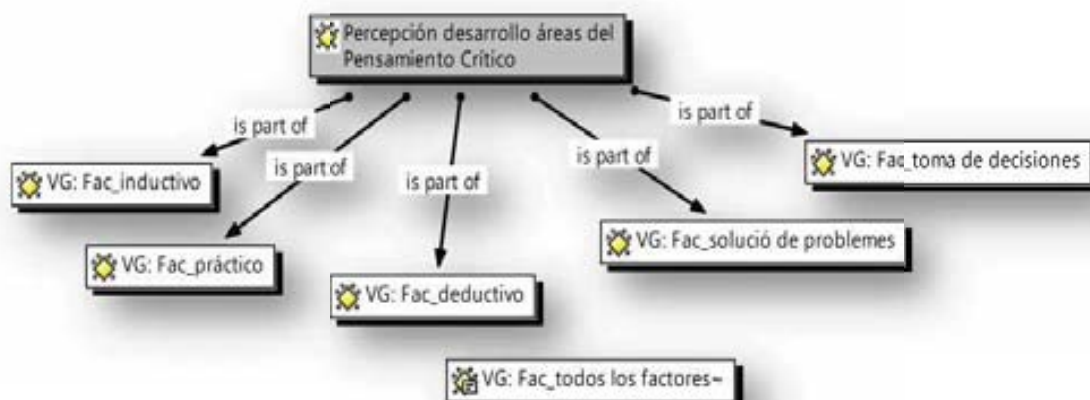 Percepción desarrollo áreas del
Pensamiento Crítico
is part of
is part of
is part of
is part of
is part of
VG: Fac_toma de decisiones
VG: Fac_inductivo
VG: Fac_solució de problemes
VG: Fac_práctico
VG: Fac_deductivo
VG: Fac_todos los factores~